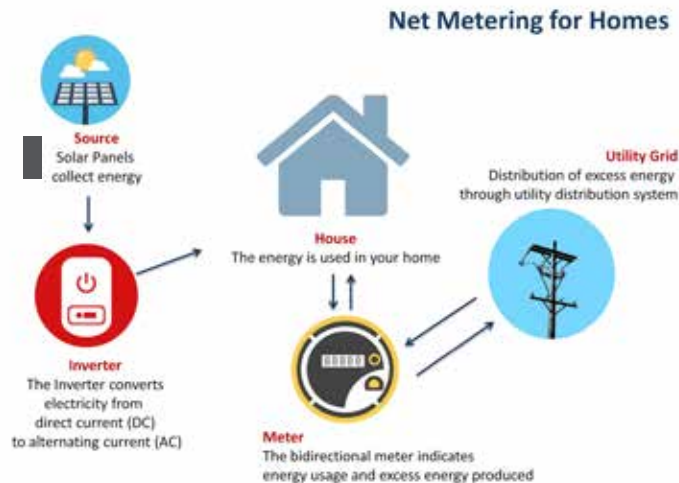 Net Metering for Homes
Source
Solar Panels
collect energy
Utility Grid
Distribution of excess energy
through utility distribution system
House
The energy is used in your home
Inverter
The Inverter converts
electricity from
direct current (DC)
to alternating current (AC)
Meter
The bidirectional meter indicates
energy usage and excess energy produced